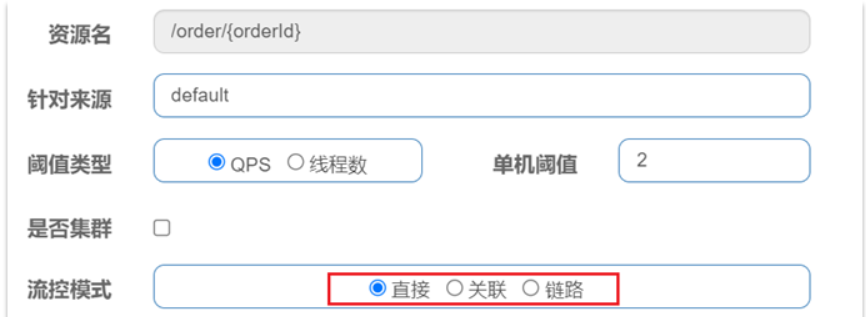 资源名 /order/{orderId}
针对来源 default
阈值类型 QPS 线程数 单机阈值 2
是否集群
流控模式 直接 关联 链路